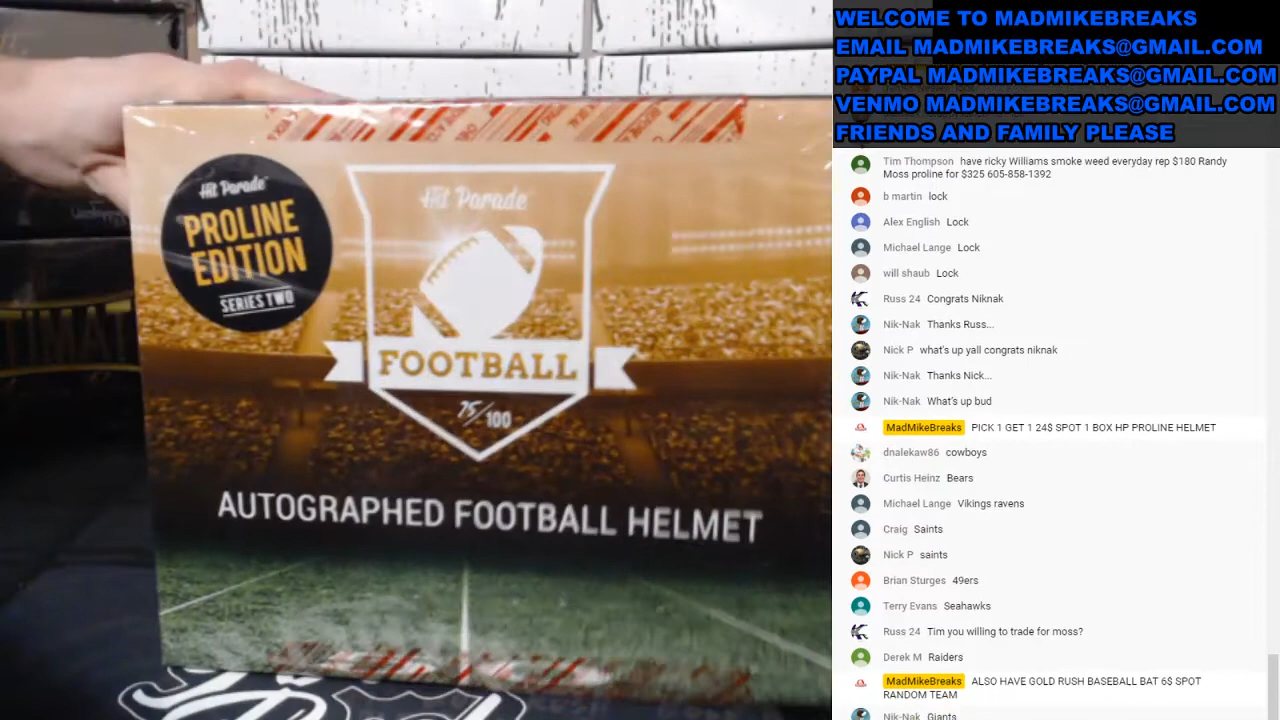 WELCOME TO MADMIKEBREAKS
EMAIL MADMIKEBREAKS@GMAIL.COM
PAYPAL MADMIKEBREAKS@GMAIL.COM
VENMO MADMIKEBREAKS@GMAIL.COM
FRIENDS AND FAMILY PLEASE
Hit Parade
PROLINE
EDITION
SERIES TWO
Hit Parade
FOOTBALL
75/100
AUTOGRAPHED FOOTBALL HELMET
Tim Thompson have ricky Williams smoke weed everyday rep $180 Randy
Moss proline for $325 605-858-1392
b martin lock
Alex English Lock
Michael Lange Lock
will shaub Lock
Russ 24 Congrats Niknak
Nik-Nak Thanks Russ...
Nick P what's up yall congrats niknak
Nik-Nak Thanks Nick...
Nik-Nak What's up bud
MadMikeBreaks PICK 1 GET 1 24$ SPOT 1 BOX HP PROLINE HELMET
dnalekaw86 cowboys
Curtis Heinz Bears
Michael Lange Vikings ravens
Craig Saints
Nick P saints
Brian Sturges 49ers
Terry Evans Seahawks
Russ 24 Tim you willing to trade for moss?
Derek M Raiders
MadMikeBreaks ALSO HAVE GOLD RUSH BASEBALL BAT 6$ SPOT
RANDOM TEAM
Nik-Nak Giants